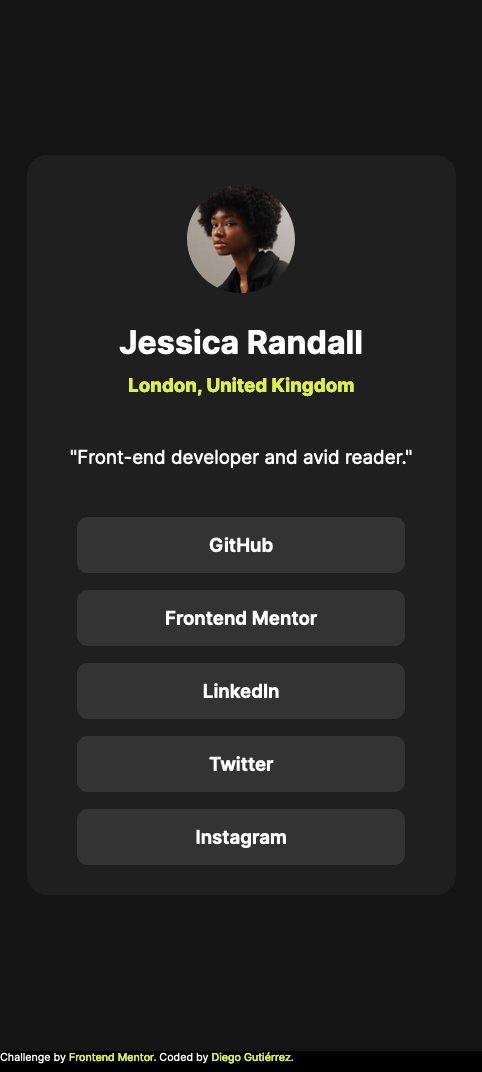 Jessica Randall
London, United Kingdom
"Front-end developer and avid reader."
GitHub
Frontend Mentor
LinkedIn
Twitter
Instagram
Challenge by Frontend Mentor. Coded by Diego Gutiérrez.